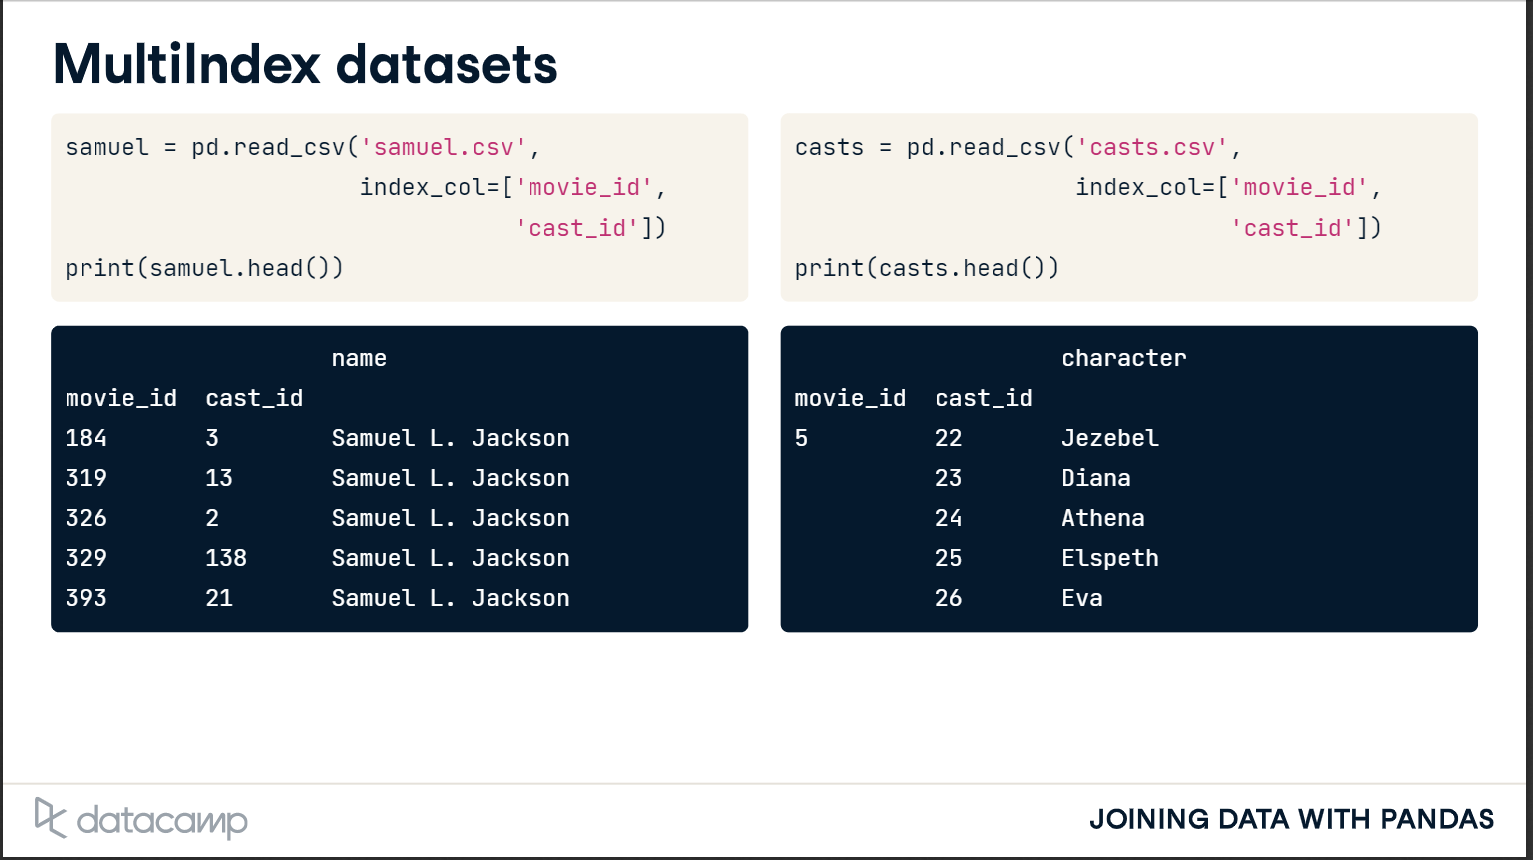 MultiIndex datasets
samuel = pd.read_csv('samuel.csv',
                     index_col=['movie_id',
                                'cast_id'])
print(samuel.head())
                   name
movie_id  cast_id
184       3        Samuel L. Jackson
319       13       Samuel L. Jackson
326       2        Samuel L. Jackson
329       138      Samuel L. Jackson
393       21       Samuel L. Jackson
casts = pd.read_csv('casts.csv',
                    index_col=['movie_id',
                               'cast_id'])
print(casts.head())
                   character
movie_id  cast_id
5         22       Jezebel
          23       Diana
          24       Athena
          25       Elspeth
          26       Eva
datacamp
JOINING DATA WITH PANDAS